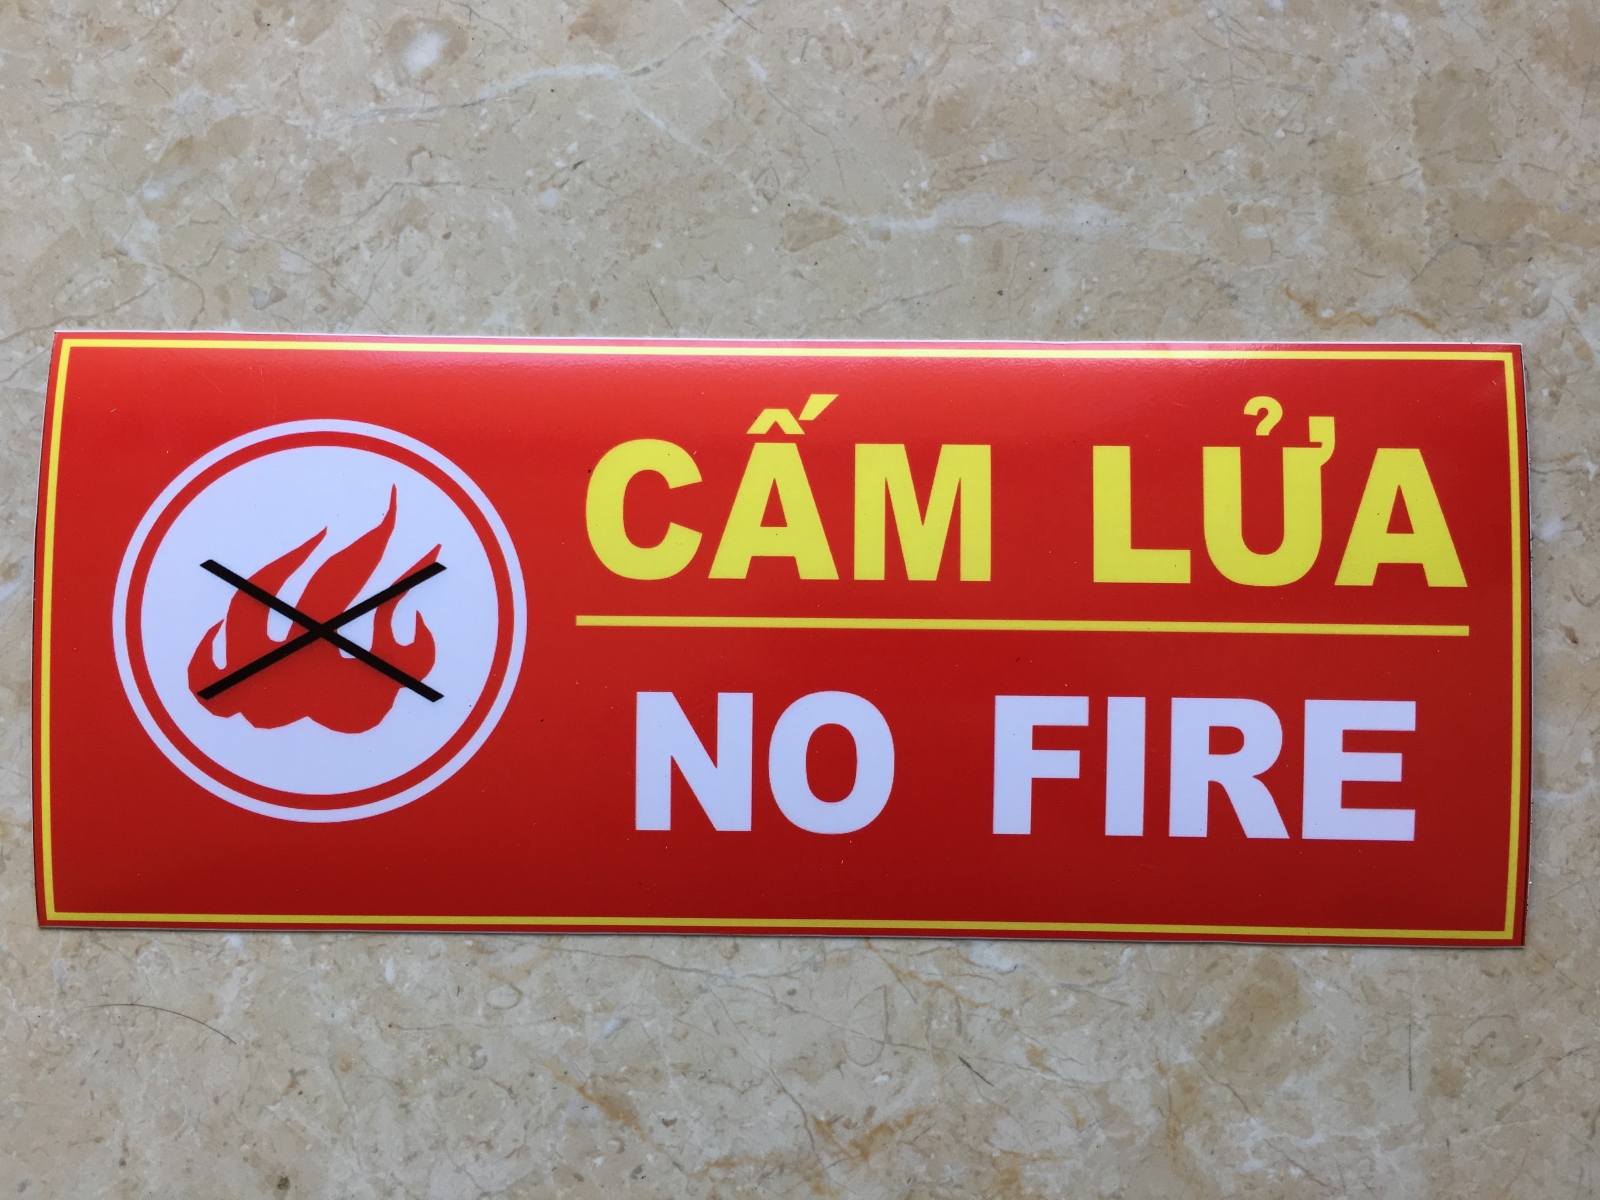 CẤM LỬA
NO FIRE